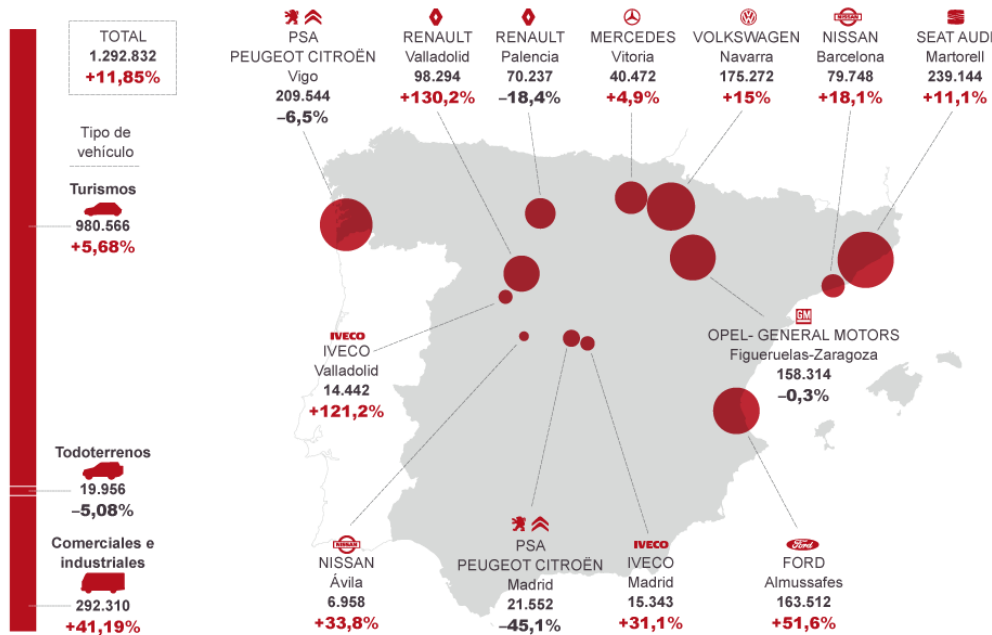 TOTAL
1.292.832
+11,85%
Tipo de
vehículo
Turismos
980.566
+5,68%
Todoterrenos
19.956
–5,08%
Comerciales e
industriales
292.310
+41,19%
PSA
PEUGEOT CITROËN
Vigo
209.544
–6,5%
RENAULT
Valladolid
98.294
+130,2%
RENAULT
Palencia
70.237
–18,4%
MERCEDES
Vitoria
40.472
+4,9%
VOLKSWAGEN
Navarra
175.272
+15%
NISSAN
NISSAN
Barcelona
79.748
+18,1%
SEAT AUDI
Martorell
239.144
+11,1%
IVECO
IVECO
Valladolid
14.442
+121,2%
GM
OPEL- GENERAL MOTORS
Figueruelas-Zaragoza
158.314
–0,3%
NISSAN
NISSAN
Ávila
6.958
+33,8%
PSA
PEUGEOT CITROËN
Madrid
21.552
–45,1%
IVECO
IVECO
Madrid
15.343
+31,1%
Ford
FORD
Almussafes
163.512
+51,6%